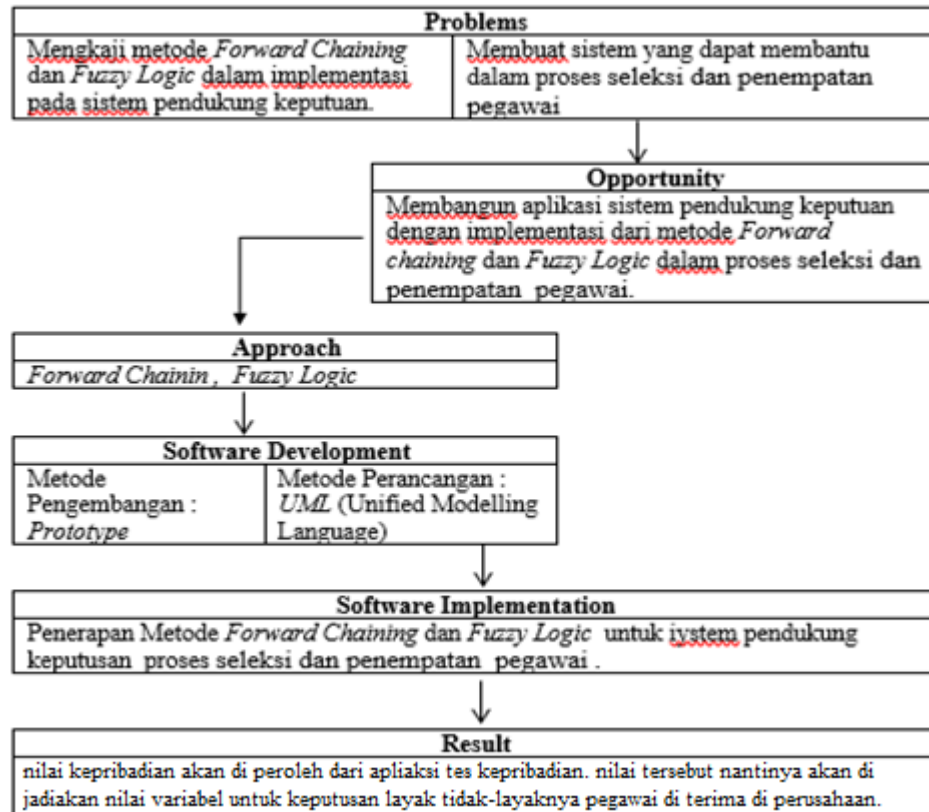 Problems
Mengkaji metode Forward Chaining
dan Fuzzy Logic dalam implementasi
pada sistem pendukung keputuan.
Membuat sistem yang dapat membantu
dalam proses seleksi dan penempatan
pegawai
Opportunity
Membangun aplikasi sistem pendukung keputuan
dengan implementasi dari metode Forward
chaining dan Fuzzy Logic dalam proses seleksi dan
penempatan pegawai.
Approach
Forward Chainin , Fuzzy Logic
Software Development
Metode
Pengembangan :
Prototype
Metode Perancangan :
UML (Unified Modelling
Language)
Software Implementation
Penerapan Metode Forward Chaining dan Fuzzy Logic untuk iystem pendukung
keputusan proses seleksi dan penempatan pegawai .
Result
nilai kepribadian akan di peroleh dari apliaksi tes kepribadian. nilai tersebut nantinya akan di
jadiakan nilai variabel untuk keputusan layak tidak-layaknya pegawai di terima di perusahaan.